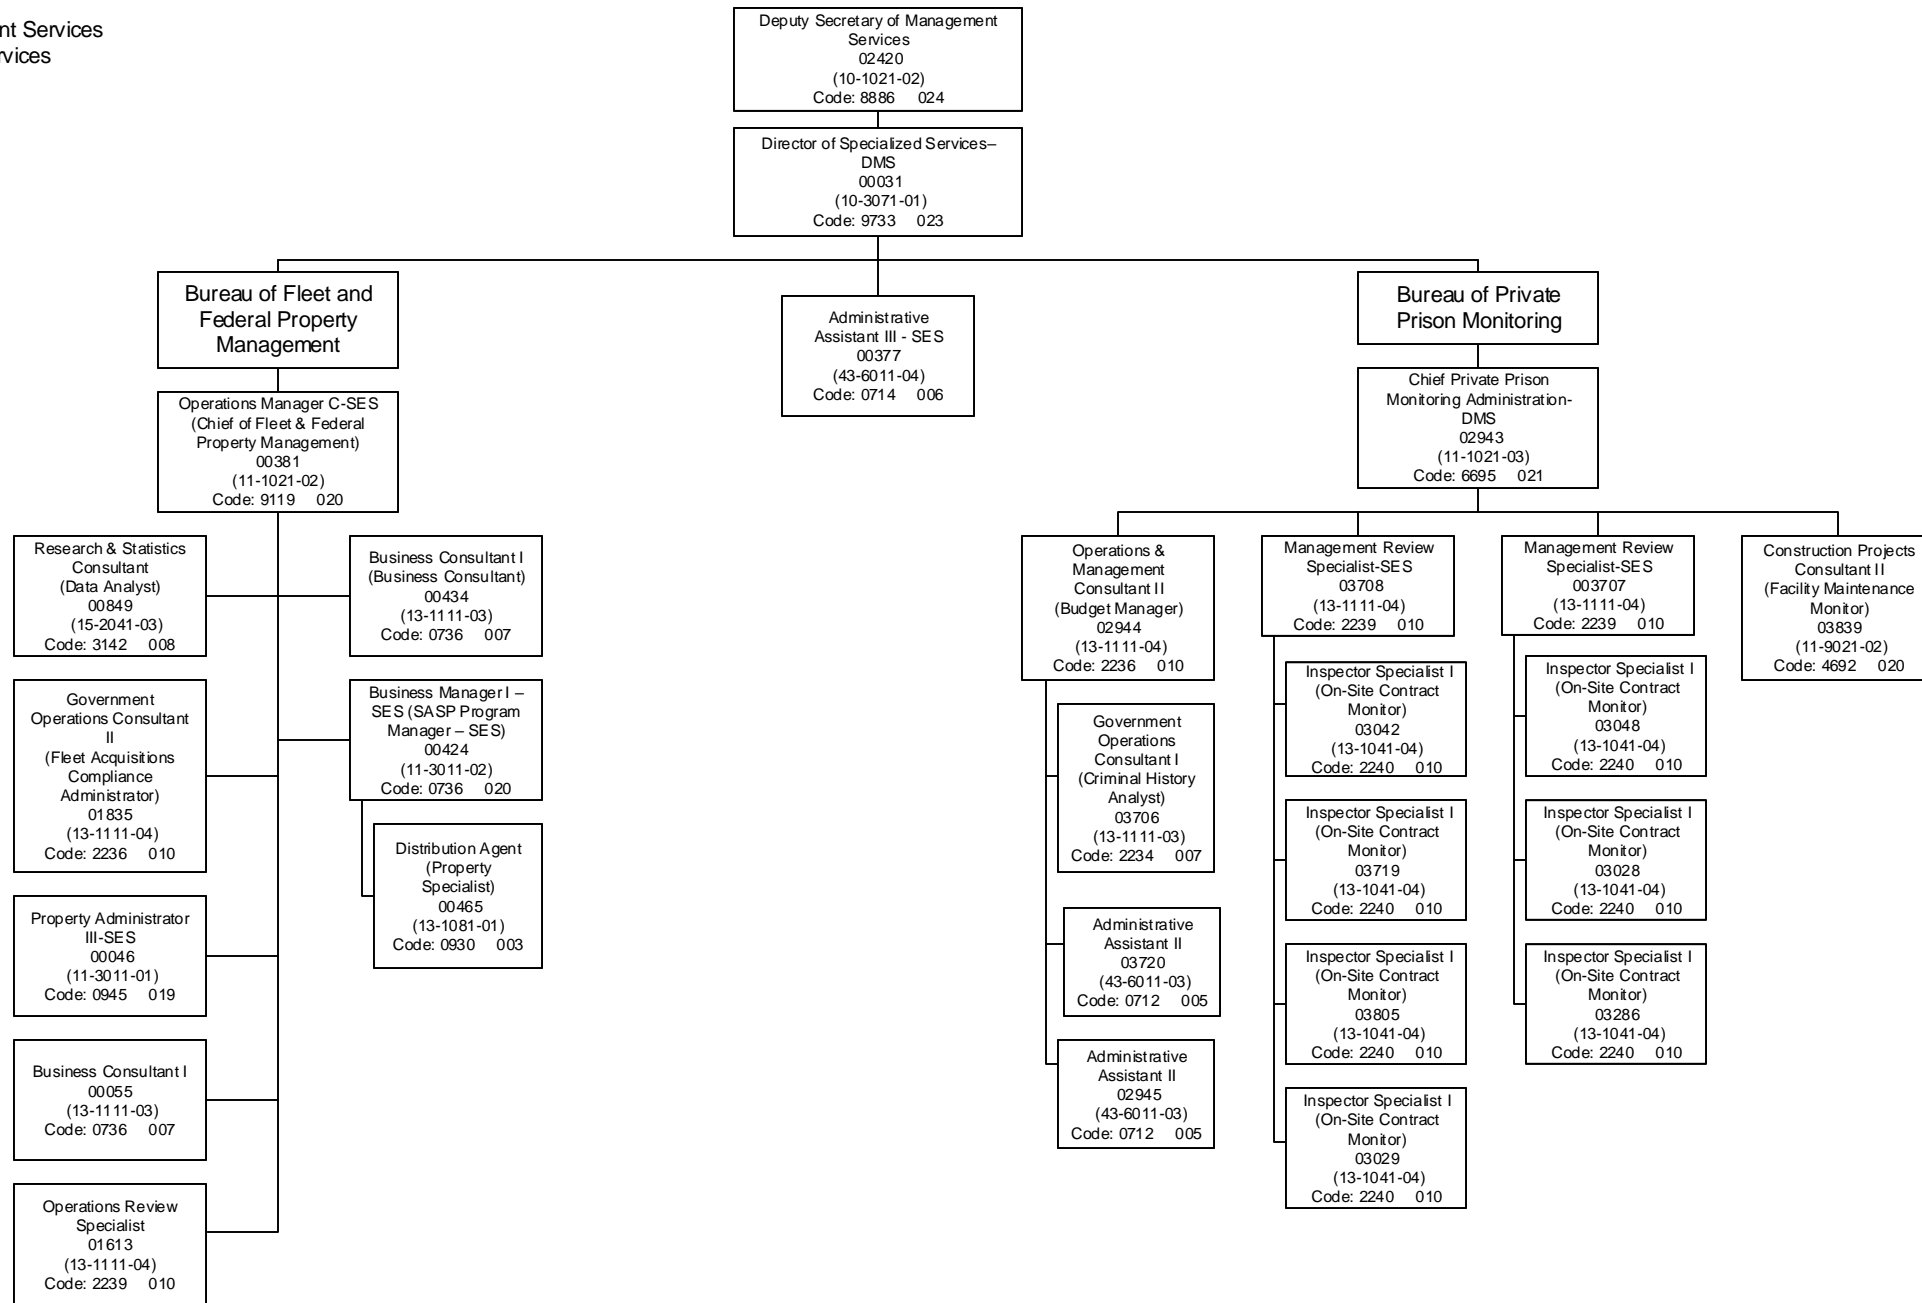 nt Services
rvices
Deputy Secretary of Management
Services
02420
(10-1021-02)
Code: 8886 024
Director of Specialized Services–
DMS
00031
(10-3071-01)
Code: 9733 023
Bureau of Fleet and
Federal Property
Management
Administrative
Assistant III - SES
00377
(43-6011-04)
Code: 0714 006
Bureau of Private
Prison Monitoring
Operations Manager C-SES
(Chief of Fleet & Federal
Property Management)
00381
(11-1021-02)
Code: 9119 020
Chief Private Prison
Monitoring Administration-
DMS
02943
(11-1021-03)
Code: 6695 021
Research & Statistics
Consultant
(Data Analyst)
00849
(15-2041-03)
Code: 3142 008
Business Consultant I
(Business Consultant)
00434
(13-1111-03)
Code: 0736 007
Government
Operations Consultant
II
(Fleet Acquisitions
Compliance
Administrator)
01835
(13-1111-04)
Code: 2236 010
Business Manager I –
SES (SASP Program
Manager – SES)
00424
(11-3011-02)
Code: 0736 020
Distribution Agent
(Property
Specialist)
00465
(13-1081-01)
Code: 0930 003
Property Administrator
III-SES
00046
(11-3011-01)
Code: 0945 019
Business Consultant I
00055
(13-1111-03)
Code: 0736 007
Operations Review
Specialist
01613
(13-1111-04)
Code: 2239 010
Operations &
Management
Consultant II
(Budget Manager)
02944
(13-1111-04)
Code: 2236 010
Government
Operations
Consultant I
(Criminal History
Analyst)
03706
(13-1111-03)
Code: 2234 007
Administrative
Assistant II
03720
(43-6011-03)
Code: 0712 005
Administrative
Assistant II
02945
(43-6011-03)
Code: 0712 005
Management Review
Specialist-SES
03708
(13-1111-04)
Code: 2239 010
Inspector Specialist I
(On-Site Contract
Monitor)
03042
(13-1041-04)
Code: 2240 010
Inspector Specialist I
(On-Site Contract
Monitor)
03719
(13-1041-04)
Code: 2240 010
Inspector Specialist I
(On-Site Contract
Monitor)
03805
(13-1041-04)
Code: 2240 010
Inspector Specialist I
(On-Site Contract
Monitor)
03029
(13-1041-04)
Code: 2240 010
Management Review
Specialist-SES
003707
(13-1111-04)
Code: 2239 010
Inspector Specialist I
(On-Site Contract
Monitor)
03048
(13-1041-04)
Code: 2240 010
Inspector Specialist I
(On-Site Contract
Monitor)
03028
(13-1041-04)
Code: 2240 010
Inspector Specialist I
(On-Site Contract
Monitor)
03286
(13-1041-04)
Code: 2240 010
Construction Projects
Consultant II
(Facility Maintenance
Monitor)
03839
(11-9021-02)
Code: 4692 020